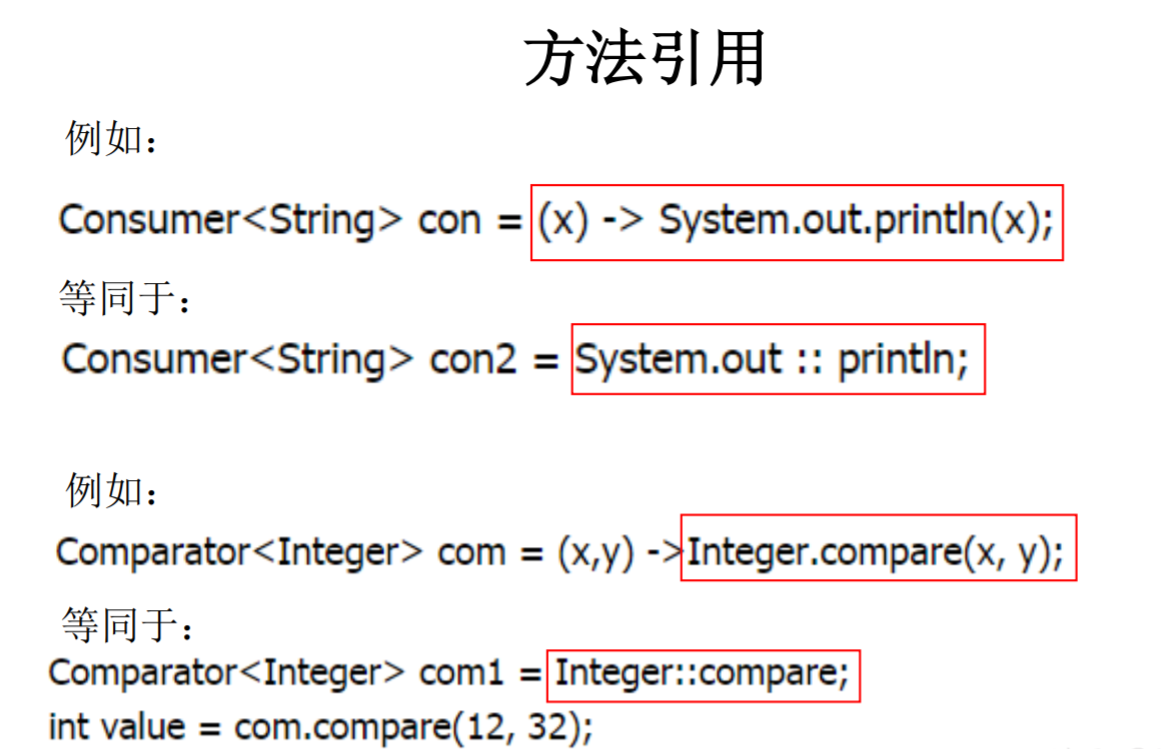 方法引用
例如：
Consumer<String> con = (x) -> System.out.println(x);
等同于：
Consumer<String> con2 = System.out :: println;
例如：
Comparator<Integer> com = (x,y) ->Integer.compare(x, y);
等同于：
Comparator<Integer> com1 = Integer::compare;
int value = com.compare(12, 32);